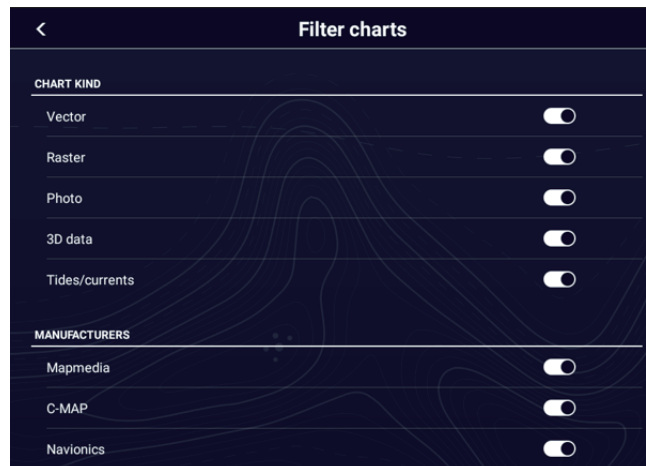 Filter charts
CHART KIND
Vector
Raster
Photo
3D data
Tides/currents
MANUFACTURERS
Mapmedia
C-MAP
Navionics